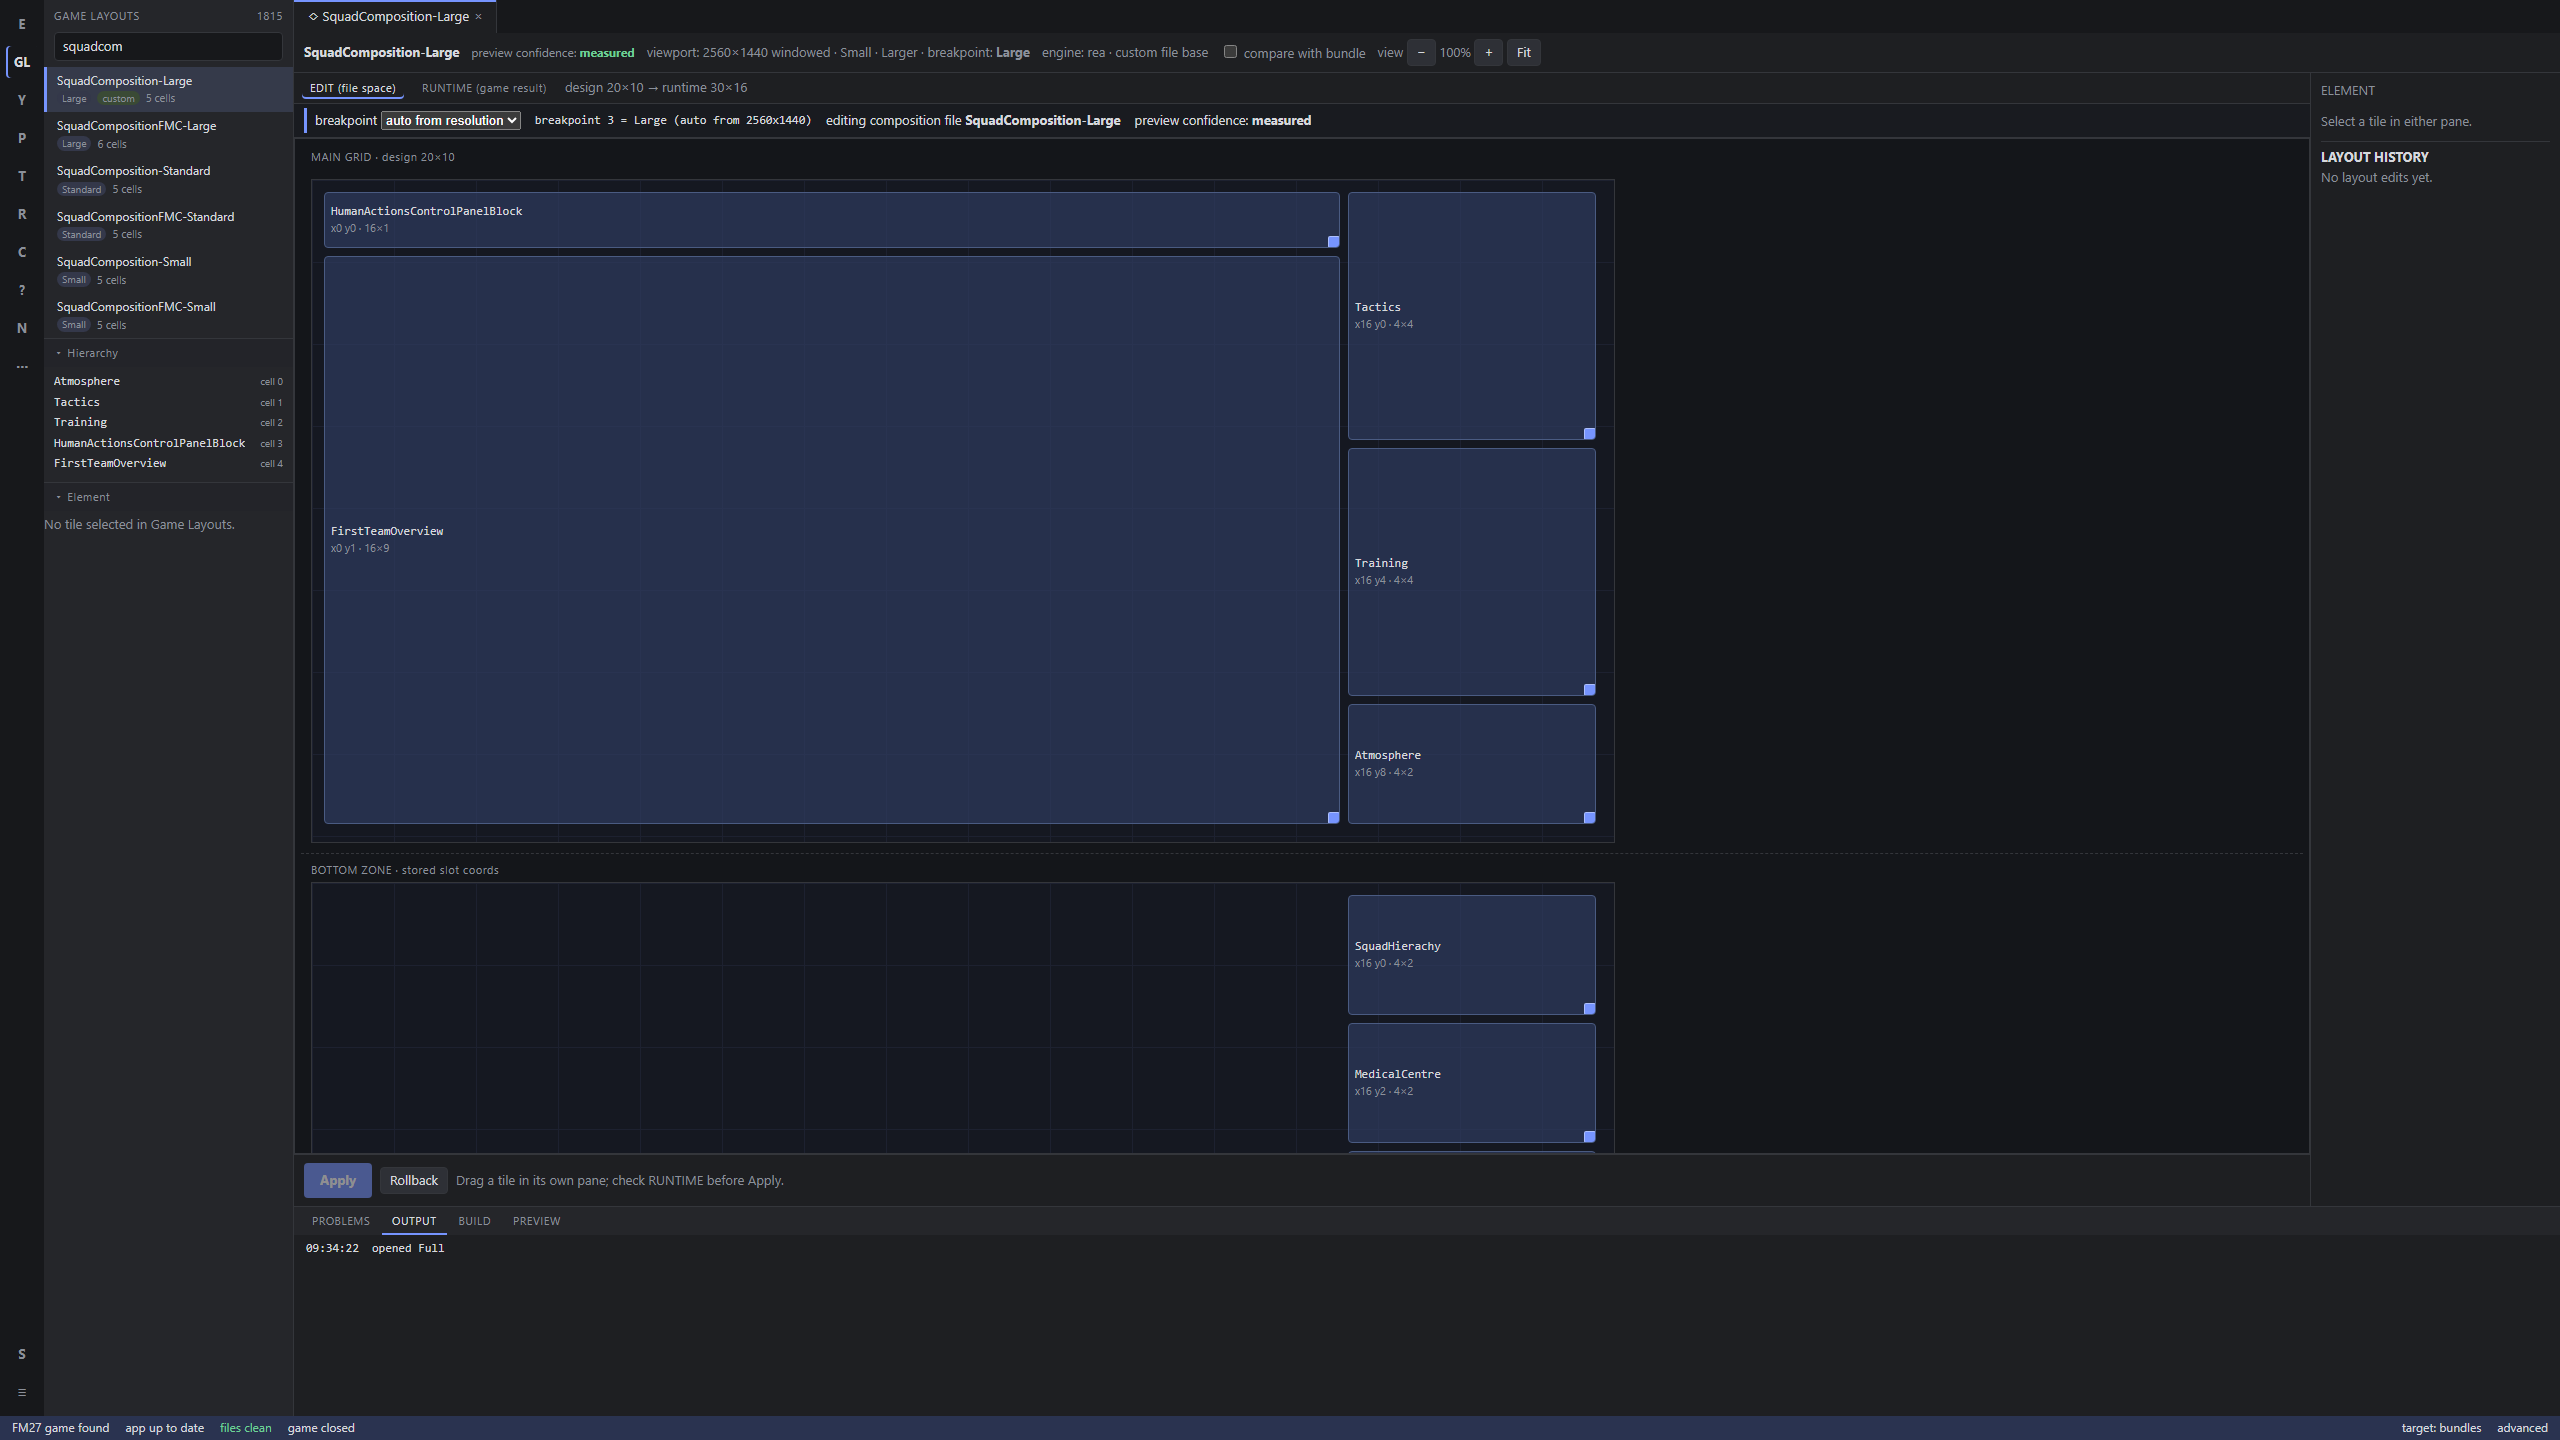 E
GL
Y
P
T
R
C
?
N
...
S
☰
GAME LAYOUTS 1815
squadcom
SquadComposition-Large
Large custom 5 cells
SquadCompositionFMC-Large
Large 6 cells
SquadComposition-Standard
Standard 5 cells
SquadCompositionFMC-Standard
Standard 5 cells
SquadComposition-Small
Small 5 cells
SquadCompositionFMC-Small
Small 5 cells
Hierarchy
Atmosphere cell 0
Tactics cell 1
Training cell 2
HumanActionsControlPanelBlock cell 3
FirstTeamOverview cell 4
Element
No tile selected in Game Layouts.
◇ SquadComposition-Large ×
SquadComposition-Large preview confidence: measured viewport: 2560×1440 windowed · Small · Larger · breakpoint: Large engine: rea · custom file base compare with bundle view − 100% + Fit
EDIT (file space) RUNTIME (game result) design 20×10 → runtime 30×16
breakpoint auto from resolution breakpoint 3 = Large (auto from 2560x1440) editing composition file SquadComposition-Large preview confidence: measured
MAIN GRID · design 20×10
HumanActionsControlPanelBlock
x0 y0 · 16×1
Tactics
x16 y0 · 4×4
FirstTeamOverview
x0 y1 · 16×9
Training
x16 y4 · 4×4
Atmosphere
x16 y8 · 4×2
BOTTOM ZONE · stored slot coords
SquadHierachy
x16 y0 · 4×2
MedicalCentre
x16 y2 · 4×2
Apply Rollback Drag a tile in its own pane; check RUNTIME before Apply.
PROBLEMS OUTPUT BUILD PREVIEW
09:34:22 opened Full
ELEMENT
Select a tile in either pane.
LAYOUT HISTORY
No layout edits yet.
FM27 game found app up to date files clean game closed target: bundles advanced